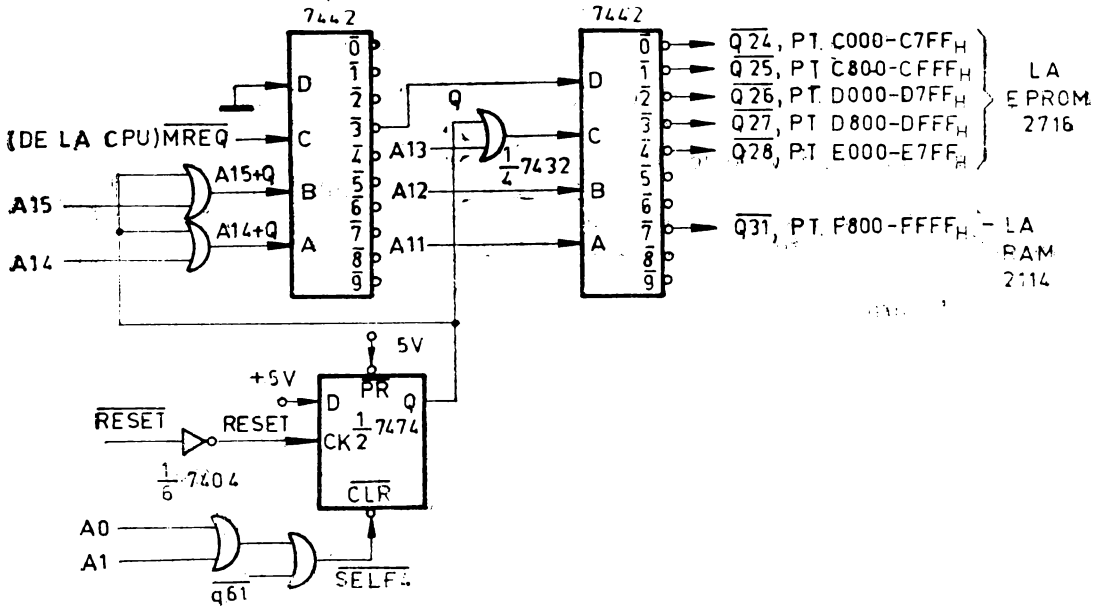 7442
7442
0
1
2
3
4
5
6
7
8
9
D
C
B
A
(DE LA CPU) MREQ
A15
A14
A15+Q
A14+Q
0
1
2
3
4
5
6
7
8
9
D
C
B
A
Q
A13
1/4 7432
A12
A11
Q24, PT. C000-C7FFH
Q25, PT C800-CFFFH
Q26, PT D000-D7FFH
Q27, PT D800-DFFFH
Q28, PT E000-E7FFH
LA
EPROM
2716
Q31, PT. F800-FFFFH - LA
RAM
2114
5V
+5V
PR
D
Q
1/2 7474
CK
CLR
RESET
RESET
1/6 7404
A0
A1
q61